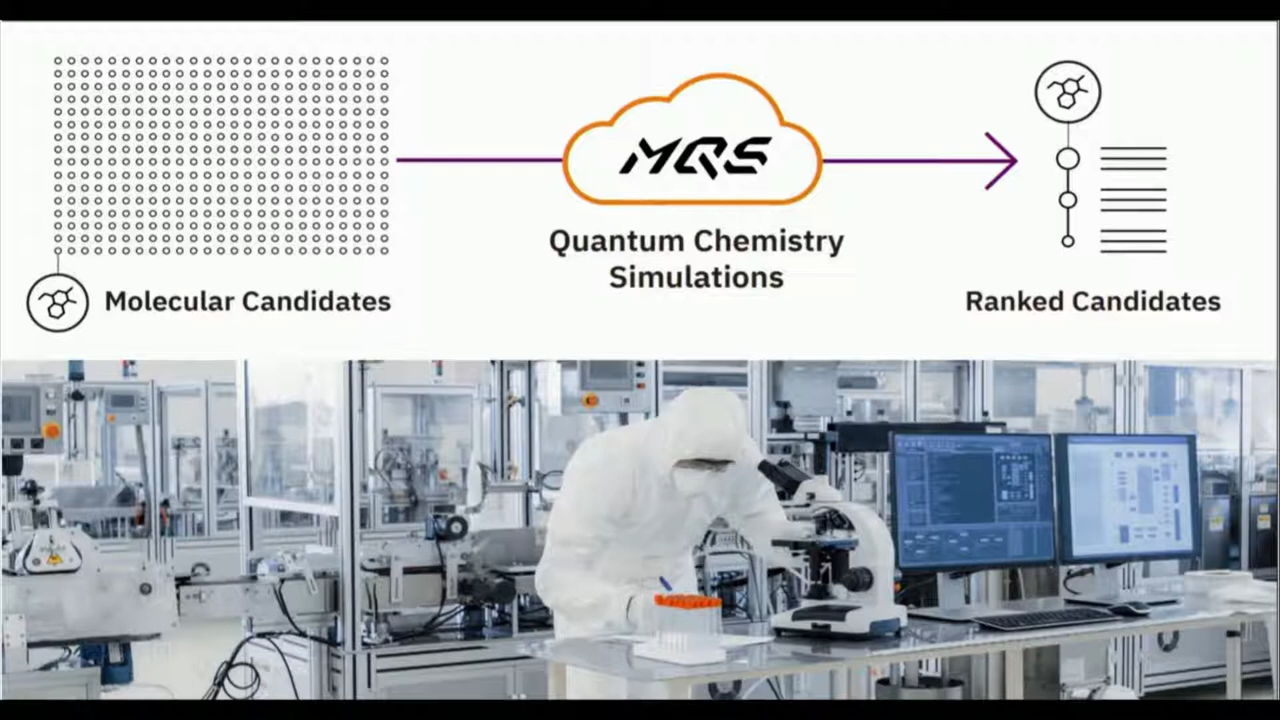 MQS
Quantum Chemistry
Simulations
Molecular Candidates
Ranked Candidates